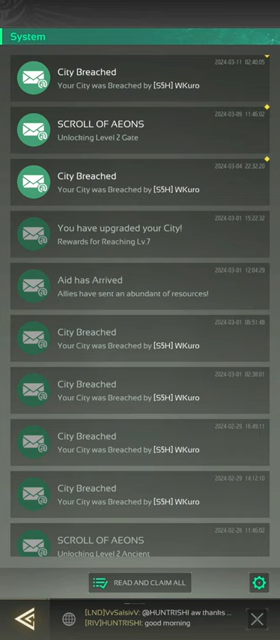 System
2024-03-11 02:40:05
City Breached
Your City was Breached by [S5H] WKuro
2024-03-09 11:46:02
SCROLL OF AEONS
Unlocking Level 2 Gate
2024-03-04 22:32:20
City Breached
Your City was Breached by [S5H] WKuro
2024-03-01 15:22:32
You have upgraded your City!
Rewards for Reaching Lv.7
2024-03-01 12:04:29
Aid has Arrived
Allies have sent an abundant of resources!
2024-03-01 06:51:48
City Breached
Your City was Breached by [S5H] WKuro
2024-03-01 02:38:01
City Breached
Your City was Breached by [S5H] WKuro
2024-02-29 16:49:11
City Breached
Your City was Breached by [S5H] WKuro
2024-02-29 14:12:10
City Breached
Your City was Breached by [S5H] WKuro
2024-02-28 11:46:02
SCROLL OF AEONS
Unlocking Level 2 Ancient
READ AND CLAIM ALL
[LND]VvSaisivV: @HUNTRISHI aw thanks ...
[RIV]HUNTRISHI: good morning